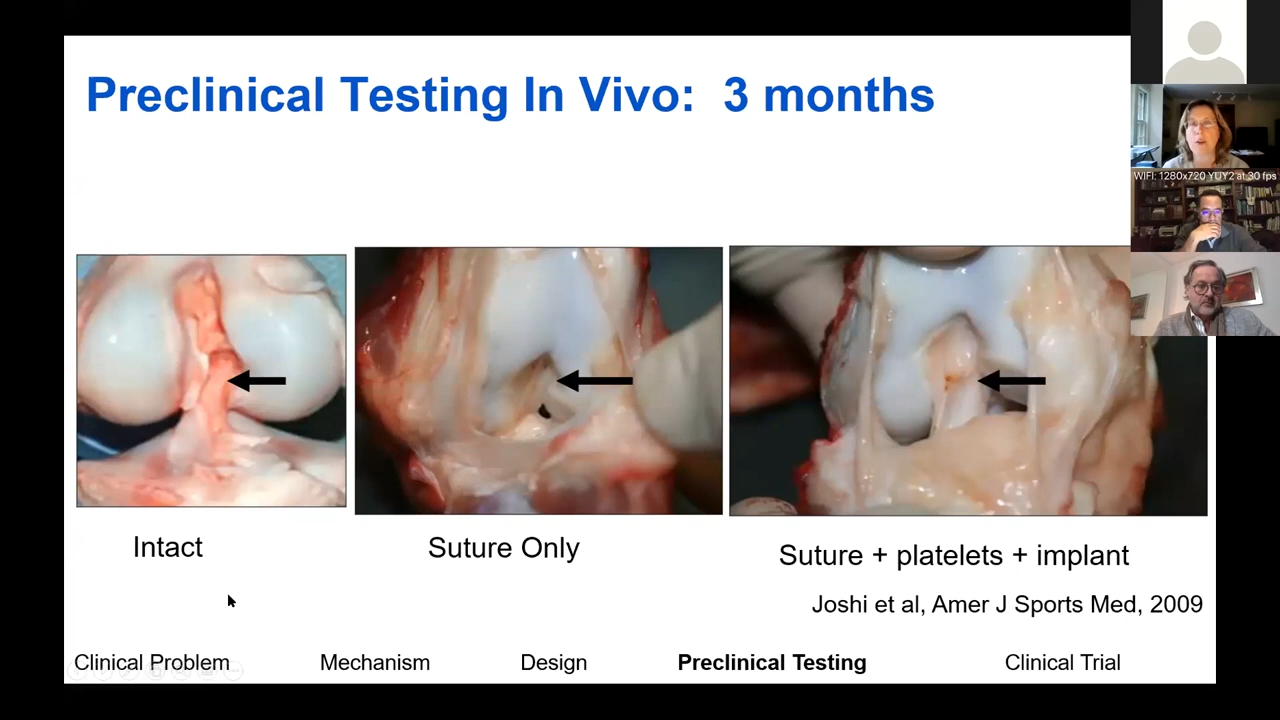 Preclinical Testing In Vivo: 3 months
WIFI: 1280x720 YUY2 at 30 fps
Intact
Suture Only
Suture + platelets + implant
Joshi et al, Amer J Sports Med, 2009
Clinical Problem
Mechanism
Design
Preclinical Testing
Clinical Trial